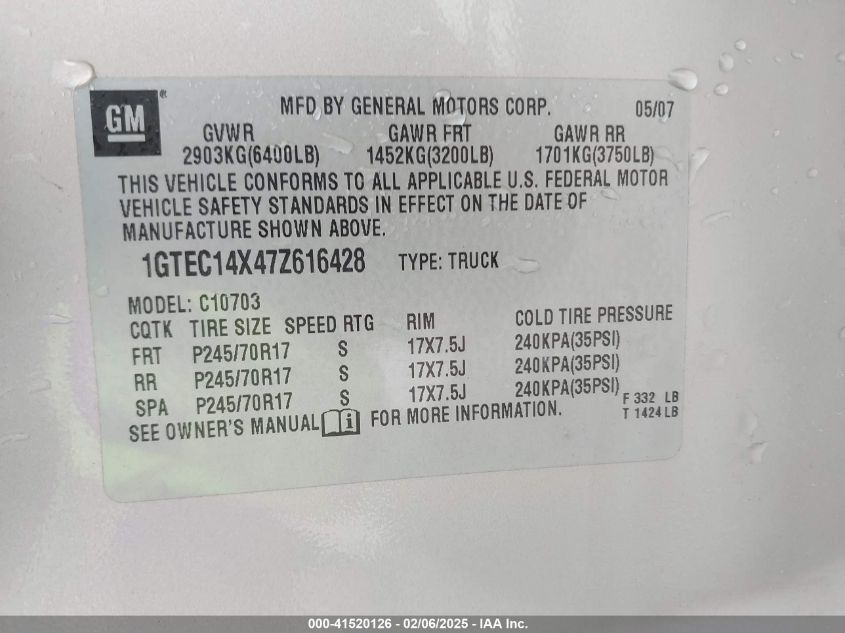 GM ®
MFD BY GENERAL MOTORS CORP. 05/07
GVWR GAWR FRT GAWR RR
2903KG(6400LB) 1452KG(3200LB) 1701KG(3750LB)
THIS VEHICLE CONFORMS TO ALL APPLICABLE U.S. FEDERAL MOTOR
VEHICLE SAFETY STANDARDS IN EFFECT ON THE DATE OF
MANUFACTURE SHOWN ABOVE.
1GTEC14X47Z616428 TYPE: TRUCK
MODEL: C10703
CQTK TIRE SIZE SPEED RTG RIM COLD TIRE PRESSURE
FRT P245/70R17 S 17X7.5J 240KPA(35PSI)
RR P245/70R17 S 17X7.5J 240KPA(35PSI)
SPA P245/70R17 S 17X7.5J 240KPA(35PSI)
F 332 LB
T 1424 LB
SEE OWNER'S MANUAL i FOR MORE INFORMATION.
000-41520126 - 02/06/2025 - IAA Inc.